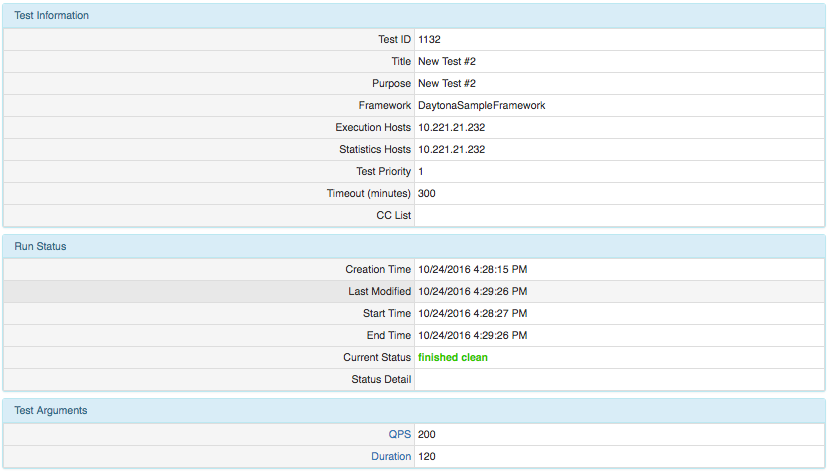 Test Information
Test ID 1132
Title New Test #2
Purpose New Test #2
Framework DaytonaSampleFramework
Execution Hosts 10.221.21.232
Statistics Hosts 10.221.21.232
Test Priority 1
Timeout (minutes) 300
CC List
Run Status
Creation Time 10/24/2016 4:28:15 PM
Last Modified 10/24/2016 4:29:26 PM
Start Time 10/24/2016 4:28:27 PM
End Time 10/24/2016 4:29:26 PM
Current Status finished clean
Status Detail
Test Arguments
QPS 200
Duration 120